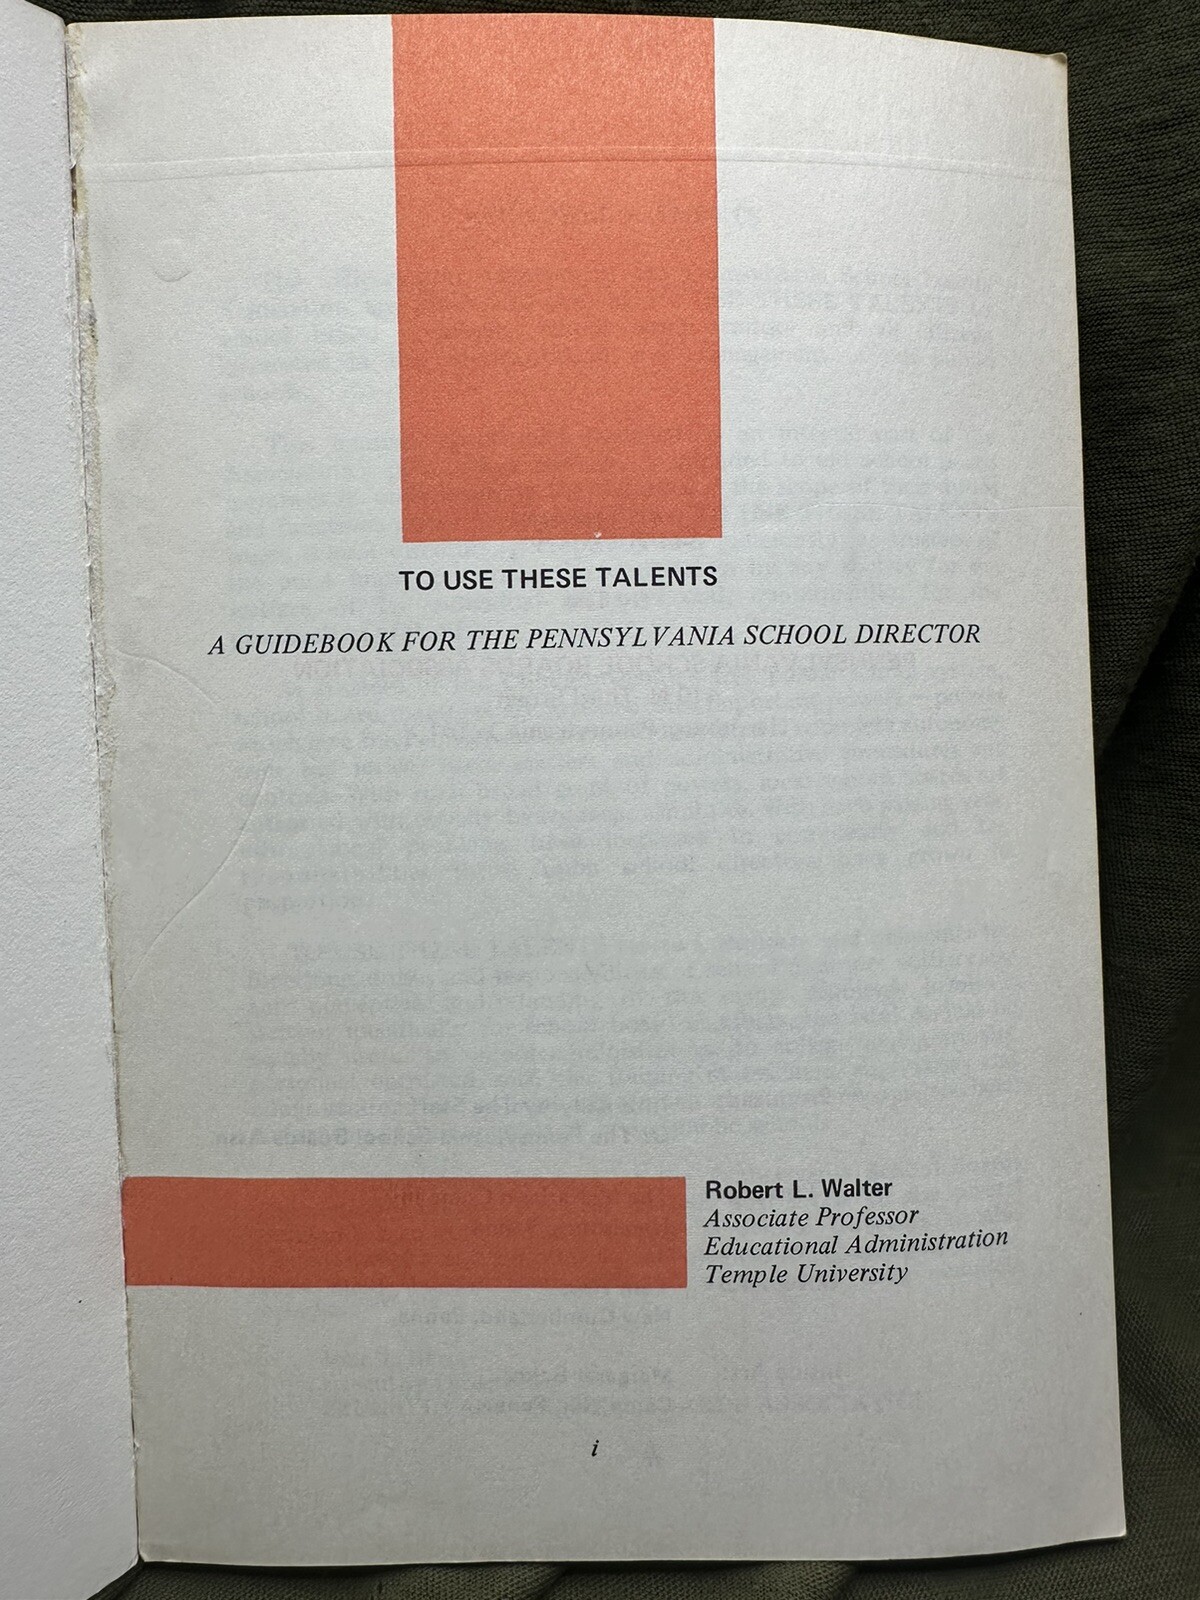 TO USE THESE TALENTS
A GUIDEBOOK FOR THE PENNSYLVANIA SCHOOL DIRECTOR
Robert L. Walter
Associate Professor
Educational Administration
Temple University
i